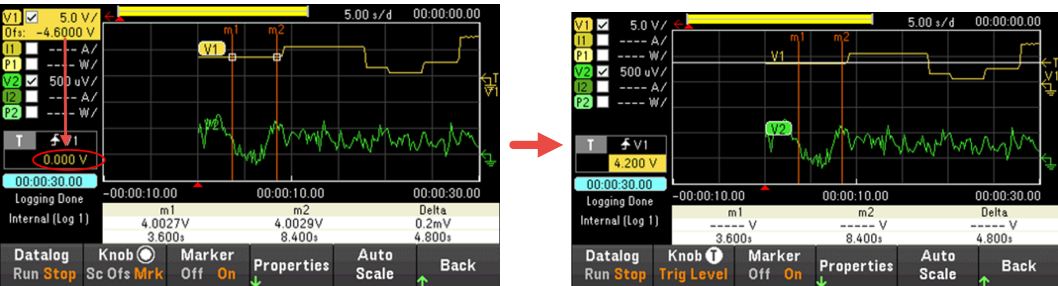 V1 5.0 V/ 5.00 s/d 00:00:00.00
Ofs: -4.6000 V
I1 ---- A/
P1 ---- W/
V2 500 uV/
I2 ---- A/
P2 ---- W/
m1 m2
V1
V2
T
V1
T V1
0.000 V
00:00:30.00
Logging Done
Internal (Log 1)
-00:00:10.00 00:00:10.00 00:00:30.00
m1 m2 Delta
4.0027V 4.0029V 0.2mV
3.600s 8.400s 4.800s
Datalog Knob Marker Properties Auto Back
Run Stop Sc Ofs Mrk Off On Scale
V1 5.0 V/ 5.00 s/d 00:00:00.00
I1 ---- A/
P1 ---- W/
V2 500 uV/
I2 ---- A/
P2 ---- W/
m1 m2
V1
V2
T
V1
T V1
4.200 V
00:00:30.00
Logging Done
Internal (Log 1)
-00:00:10.00 00:00:10.00 00:00:30.00
m1 m2 Delta
----- V ----- V ----- V
3.600s 8.400s 4.800s
Datalog Knob T Marker Properties Auto Back
Run Stop Trig Level Off On Scale